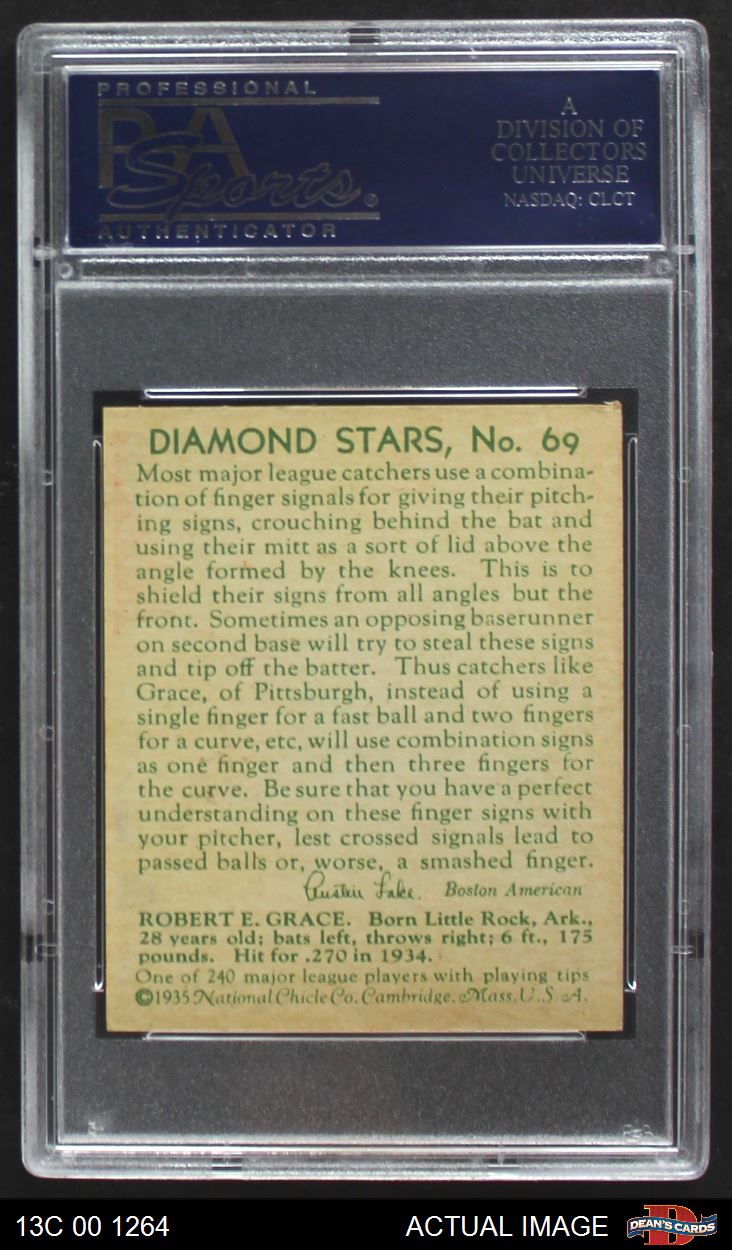 PROFESSIONAL
PSA
Sports®
AUTHENTICATOR
A
DIVISION OF
COLLECTORS
UNIVERSE
NASDAQ: CLCT
DIAMOND STARS, No. 69
Most major league catchers use a combina-
tion of finger signals for giving their pitch-
ing signs, crouching behind the bat and
using their mitt as a sort of lid above the
angle formed by the knees. This is to
shield their signs from all angles but the
front. Sometimes an opposing baserunner
on second base will try to steal these signs
and tip off the batter. Thus catchers like
Grace, of Pittsburgh, instead of using a
single finger for a fast ball and two fingers
for a curve, etc, will use combination signs
as one finger and then three fingers for
the curve. Be sure that you have a perfect
understanding on these finger signs with
your pitcher, lest crossed signals lead to
passed balls or, worse, a smashed finger.
Austen Lake. Boston American
ROBERT E. GRACE. Born Little Rock, Ark.,
28 years old; bats left, throws right; 6 ft., 175
pounds. Hit for .270 in 1934.
One of 240 major league players with playing tips
©1935 National Chicle Co. Cambridge. Mass. U.S.A.
PSA
13C 00 1264
ACTUAL IMAGE
DEAN'S CARDS